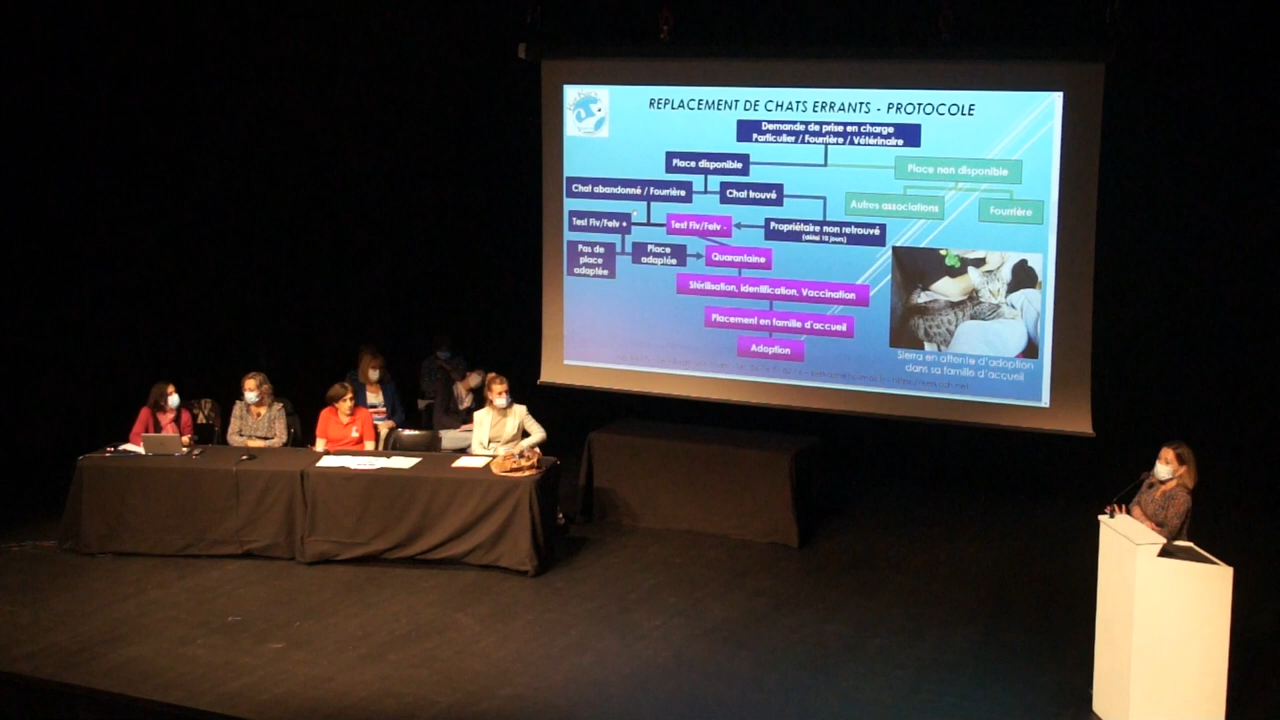 REPLACEMENT DE CHATS ERRANTS - PROTOCOLE
Demande de prise en charge
Particulier / Fourrière / Vétérinaire
Place disponible
Place non disponible
Chat abandonné / Fourrière
Chat trouvé
Autres associations
Fourrière
Test Fiv/Felv +
Test Fiv/Felv -
Propriétaire non retrouvé
(délai 15 jours)
Pas de
place
adaptée
Place
adaptée
Quarantaine
Stérilisation, Identification, Vaccination
Placement en famille d'accueil
Adoption
Sierra en attente d'adoption
dans sa famille d'accueil